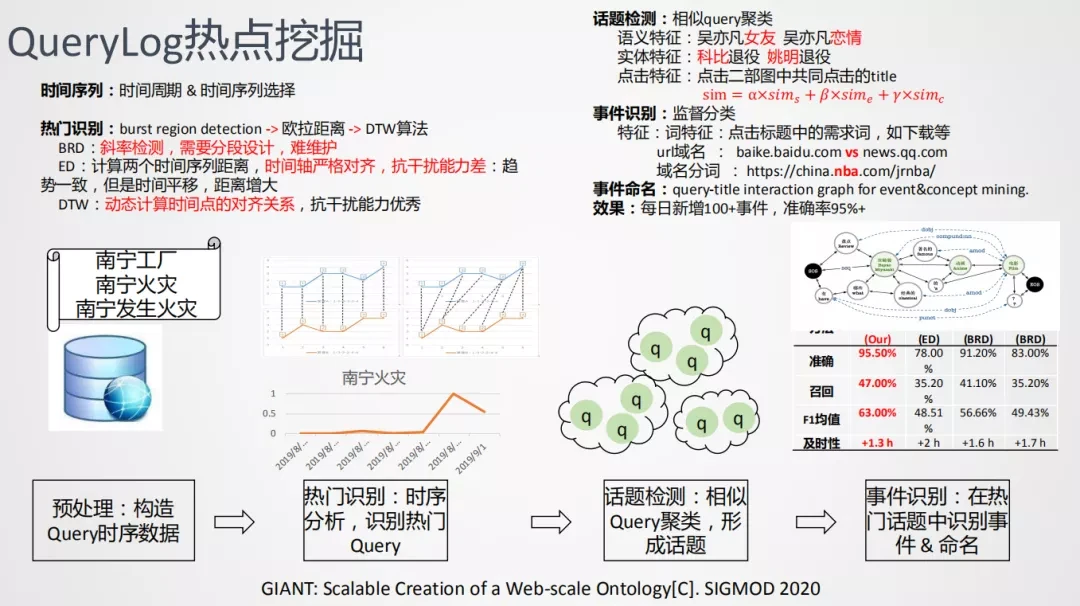 QueryLog热点挖掘
时间序列：时间周期 & 时间序列选择
热门识别：burst region detection -> 欧拉距离 -> DTW算法
BRD：斜率检测，需要分段设计，难维护
ED：计算两个时间序列距离，时间轴严格对齐，抗干扰能力差：趋
势一致，但是时间平移，距离增大
DTW：动态计算时间点的对齐关系，抗干扰能力优秀
话题检测：相似query聚类
语义特征：吴亦凡女友 吴亦凡恋情
实体特征：科比退役 姚明退役
点击特征：点击二部图中共同点击的title
sim = α×sim_s + β×sim_e + γ×sim_c
事件识别：监督分类
特征：词特征：点击标题中的需求词，如下载等
url域名 ： baike.baidu.com vs news.qq.com
域名分词 ：https://china.nba.com/jrnba/
事件命名：query-title interaction graph for event&concept mining.
效果：每日新增100+事件，准确率95%+
南宁工厂
南宁火灾
南宁发生火灾
南宁火灾
1
0.5
0
2019/8/...
2019/8/...
2019/8/...
2019/8/...
2019/8/...
2019/8/...
2019/9/1
q
q
q
q
q
q
q
q
dobj
compound:nn
amod
seq
SOS
EOS
what
have
famous
amod
dobj
punct
(Our) (ED) (BRD) (BRD)
准确 95.50% 78.00% 91.20% 83.00%
召回 47.00% 35.20% 41.10% 35.20%
F1均值 63.00% 48.51% 56.66% 49.43%
及时性 +1.3 h +2 h +1.6 h +1.7 h
预处理：构造
Query时序数据
热门识别：时序
分析，识别热门
Query
话题检测：相似
Query聚类，形
成话题
事件识别：在热
门话题中识别事
件 & 命名
GIANT: Scalable Creation of a Web-scale Ontology[C]. SIGMOD 2020